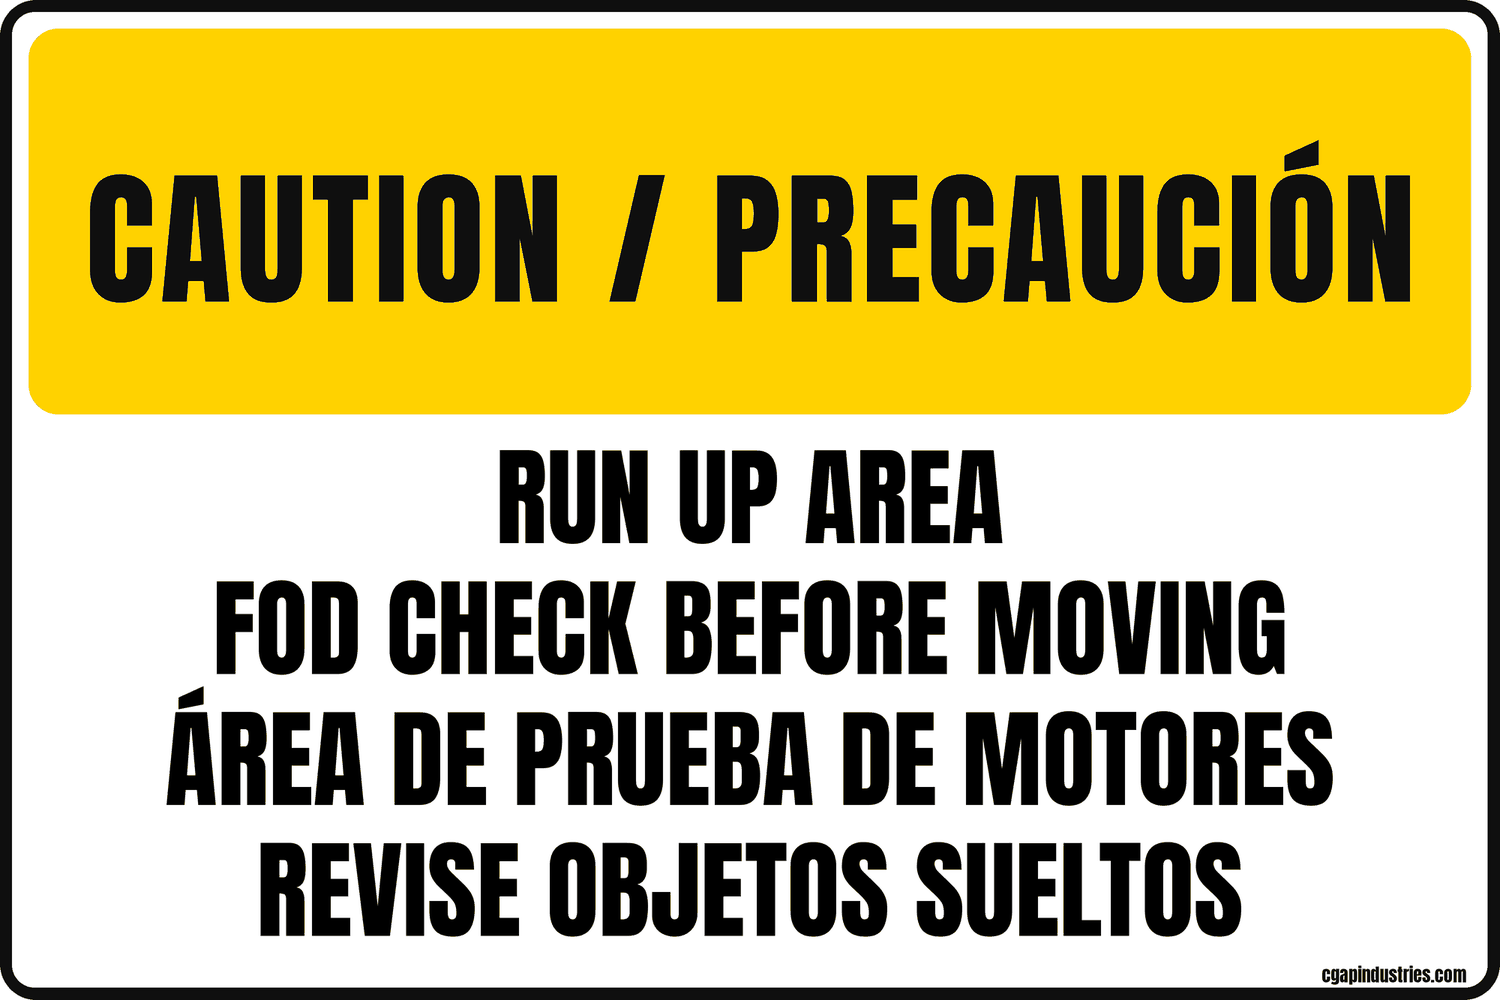 CAUTION / PRECAUCIÓN
RUN UP AREA
FOD CHECK BEFORE MOVING
ÁREA DE PRUEBA DE MOTORES
REVISE OBJETOS SUELTOS
cgapindustries.com